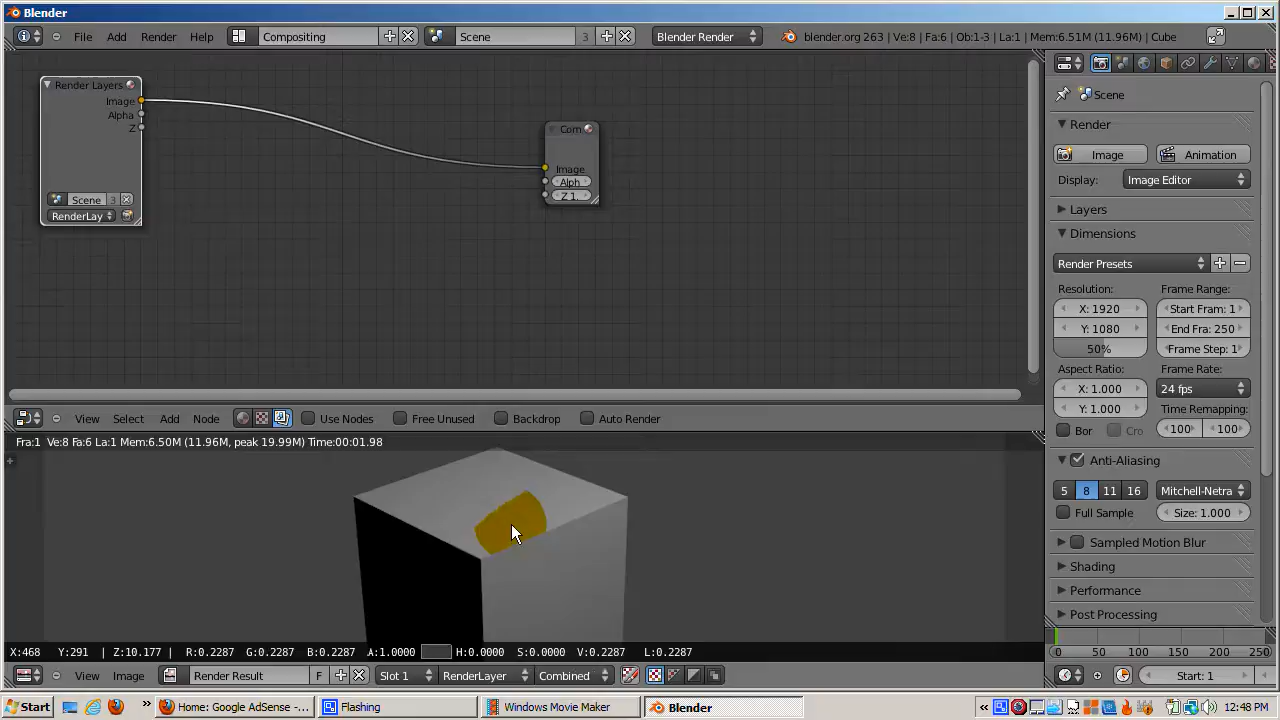 Blender
File Add Render Help Compositing Scene 3 Blender Render blender.org 263 | Ve:8 | Fa:6 | Ob:1-3 | La:1 | Mem:6.51M (11.96M) | Cube
Render Layers
Image
Alpha
Z
Scene 3
RenderLay
Com
Image
Alph
Z 1.
Scene
Render
Image Animation
Display: Image Editor
Layers
Dimensions
Render Presets
Resolution: Frame Range:
X: 1920 Start Fram: 1
Y: 1080 End Fra: 250
50% Frame Step: 1
Aspect Ratio: Frame Rate:
X: 1.000 24 fps
Y: 1.000 Time Remapping:
Bor Cro 100 100
Anti-Aliasing
5 8 11 16 Mitchell-Netra
Full Sample Size: 1.000
Sampled Motion Blur
Shading
Performance
Post Processing
0 50 100 150 200 250
Start: 1
View Select Add Node Use Nodes Free Unused Backdrop Auto Render
Fra:1 Ve:8 Fa:6 La:1 Mem:6.50M (11.96M, peak 19.99M) Time:00:01.98
X:468 Y:291 | Z:10.177 | R:0.2287 G:0.2287 B:0.2287 A:1.0000 H:0.0000 S:0.0000 V:0.2287 L:0.2287
View Image Render Result F Slot 1 RenderLayer Combined
Start » Home: Google AdSense -... Flashing Windows Movie Maker Blender « 12:48 PM